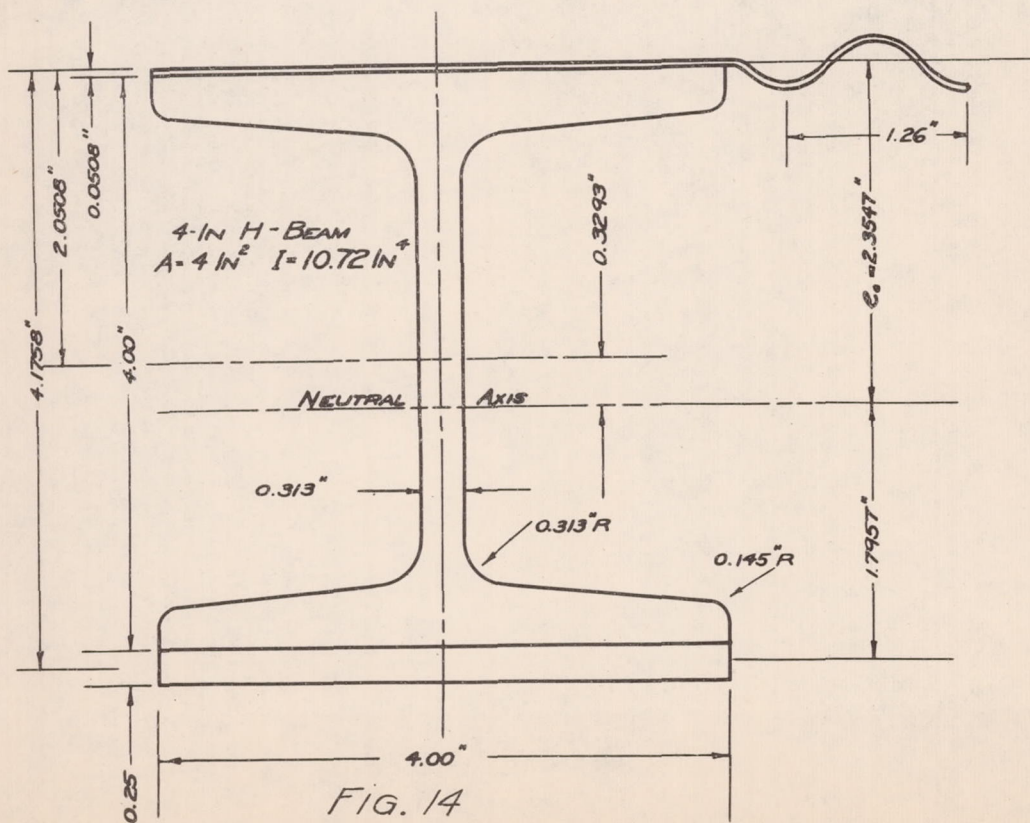 0.0508"
2.0508"
4.1758"
4.00"
0.25
4-IN H-BEAM
A=4 IN² I=10.72 IN⁴
1.26"
0.3293"
e₀=2.3547"
NEUTRAL AXIS
0.313"
0.313"R
0.145"R
1.7957"
4.00"
FIG. 14